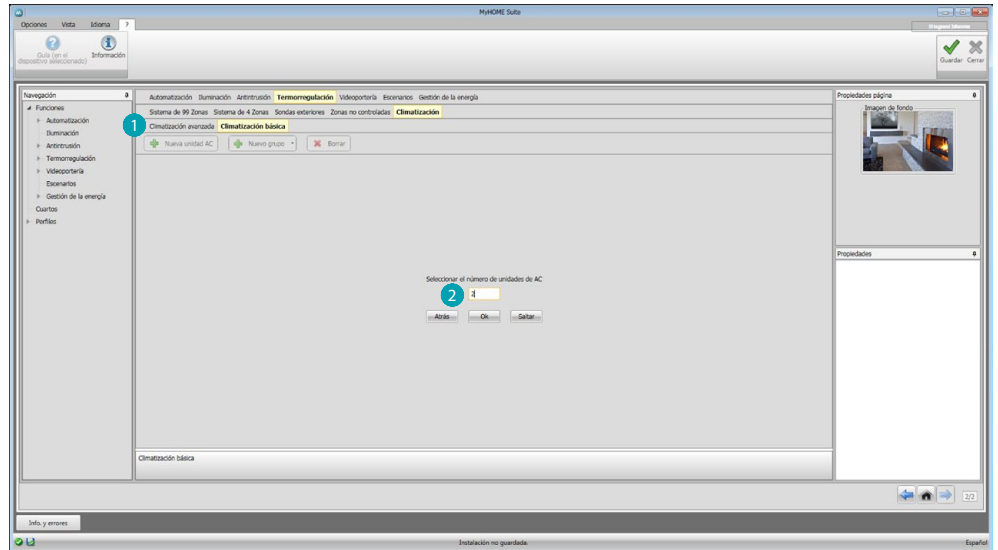 MyHOME Suite
Opciones Vista Idioma ?
Guía (en el dispositivo seleccionado)
Información
Guardar Cerrar
Navegación
Funciones
Automatización
Iluminación
Antintrusión
Termorregulación
Videoportería
Escenarios
Gestión de la energía
Cuartos
Perfiles
Automatización Iluminación Antintrusión Termorregulación Videoportería Escenarios Gestión de la energía
Sistema de 99 Zonas Sistema de 4 Zonas Sondas exteriores Zonas no controladas Climatización
1 Climatización avanzada Climatización básica
Nueva unidad AC Nuevo grupo Borrar
Seleccionar el número de unidades de AC
2 2
Atrás Ok Saltar
Climatización básica
Propiedades página
Imagen de fondo
Propiedades
2/2
Info. y errores
Instalación no guardada.
Español